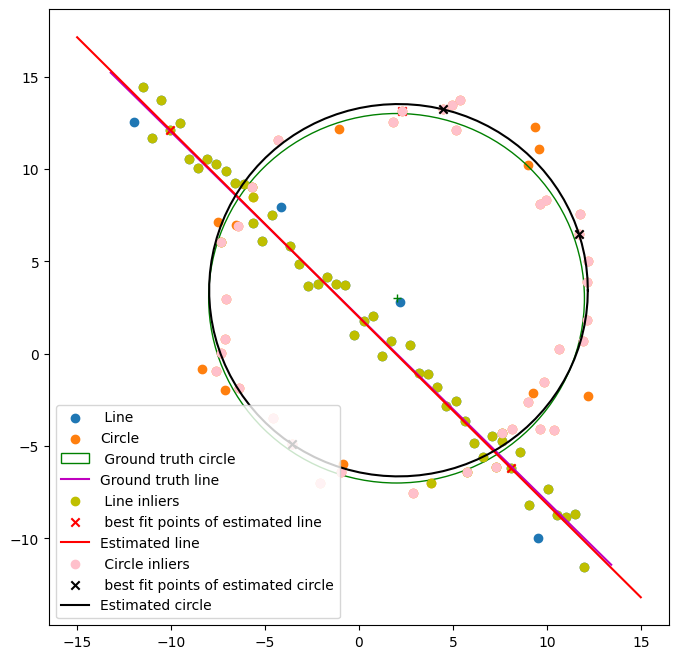 15
10
5
0
−5
−10
Line
Circle
Ground truth circle
Ground truth line
Line inliers
best fit points of estimated line
Estimated line
Circle inliers
best fit points of estimated circle
Estimated circle
−15 −10 −5 0 5 10 15